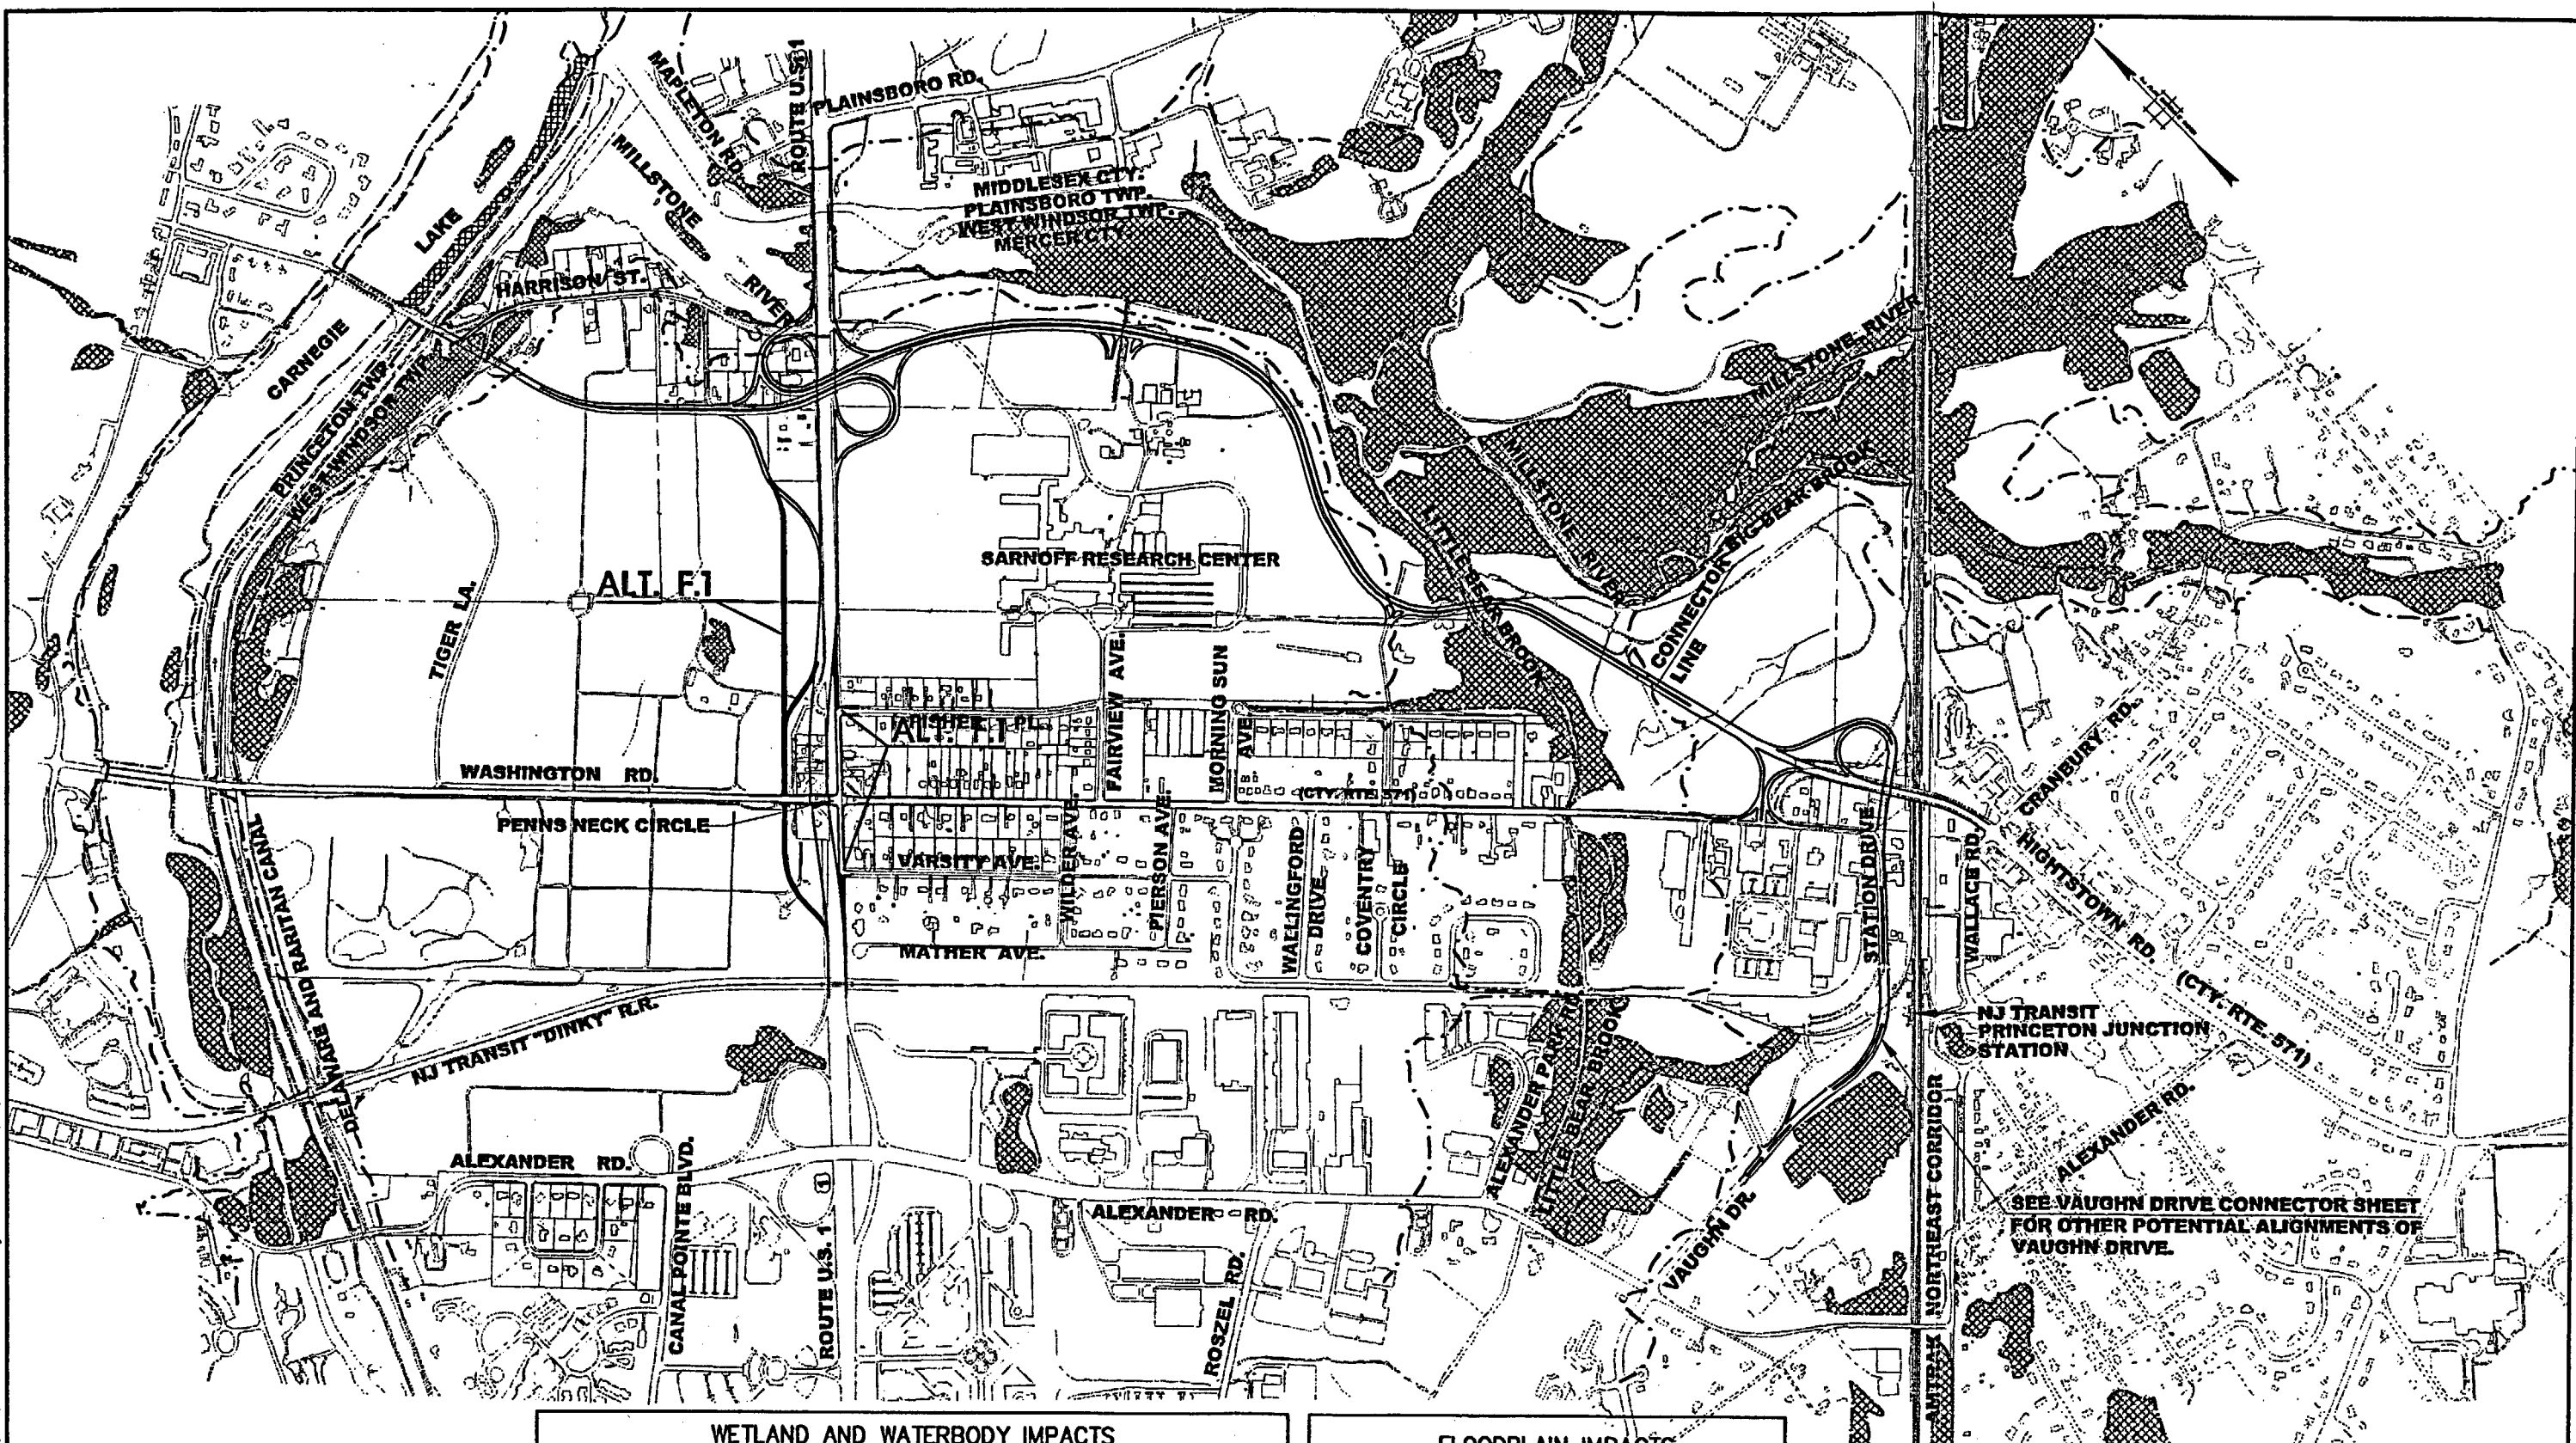 MAPLETON RD.
ROUTE U.S. 1
PLAINSBORO RD.
MILLSTONE
RIVER
MIDDLESEX CTY.
PLAINSBORO TWP.
WEST WINDSOR TWP.
MERCER CTY.
LAKE
CARNEGIE
HARRISON ST.
PRINCETON TWP.
WEST WINDSOR TWP.
MILLSTONE RIVER
MILLSTONE RIVER
BIG BEAR BROOK
LITTLE BEAR BROOK
CONNECTOR
LINE
SARNOFF RESEARCH CENTER
ALT. F.1
TIGER LA.
FISHER PL.
ALT. F.1
FAIRVIEW AVE.
MORNING SUN
AVE.
WASHINGTON RD.
(CTY. RTE. 571)
PENNS NECK CIRCLE
VARSITY AVE.
WILDER AVE.
PIERSON AVE.
WALLINGFORD
DRIVE
COVENTRY
CIRCLE
MATHER AVE.
STATION DRIVE
WALLACE RD.
CRANBURY RD.
HIGHTSTOWN RD.
(CTY. RTE. 571)
DELAWARE AND RARITAN CANAL
NJ TRANSIT "DINKY" R.R.
NJ TRANSIT
PRINCETON JUNCTION
STATION
ALEXANDER RD.
CANAL POINTE BLVD.
ROUTE U.S. 1
1
ALEXANDER RD.
ROSZEL RD.
ALEXANDER PARK RD.
LITTLE BEAR BROOK
VAUGHN DR.
AMTRAK NORTHEAST CORRIDOR
ALEXANDER RD.
SEE VAUGHN DRIVE CONNECTOR SHEET
FOR OTHER POTENTIAL ALIGNMENTS OF
VAUGHN DRIVE.
WETLAND AND WATERBODY IMPACTS
FLOODPLAIN IMPACTS